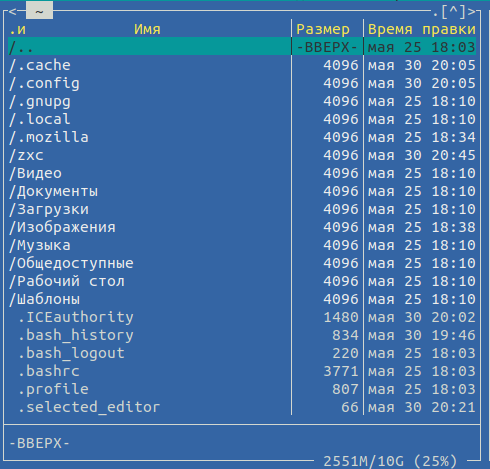 <─ ~ ─.[^]>
.и Имя Размер Время правки
/.. -ВВЕРХ- мая 25 18:03
/.cache 4096 мая 30 20:05
/.config 4096 мая 30 20:05
/.gnupg 4096 мая 25 18:10
/.local 4096 мая 25 18:10
/.mozilla 4096 мая 25 18:34
/zxc 4096 мая 30 20:45
/Видео 4096 мая 25 18:10
/Документы 4096 мая 25 18:10
/Загрузки 4096 мая 25 18:10
/Изображения 4096 мая 25 18:38
/Музыка 4096 мая 25 18:10
/Общедоступные 4096 мая 25 18:10
/Рабочий стол 4096 мая 25 18:10
/Шаблоны 4096 мая 25 18:10
.ICEauthority 1480 мая 30 20:02
.bash_history 834 мая 30 19:46
.bash_logout 220 мая 25 18:03
.bashrc 3771 мая 25 18:03
.profile 807 мая 25 18:03
.selected_editor 66 мая 30 20:21
-ВВЕРХ-
2551M/10G (25%)